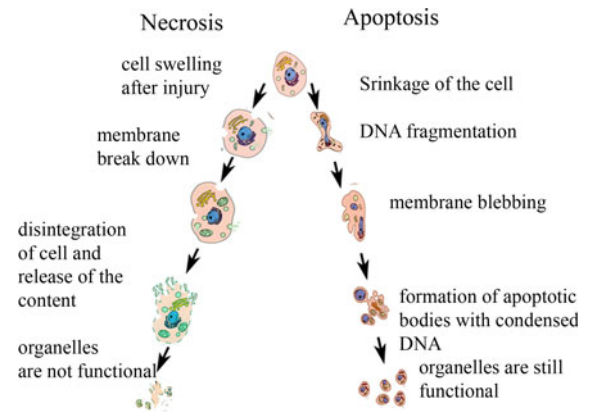 Necrosis
cell swelling
after injury
membrane
break down
disintegration
of cell and
release of the
content
organelles
are not functional
Apoptosis
Srinkage of the cell
DNA fragmentation
membrane blebbing
formation of apoptotic
bodies with condensed
DNA
organelles are still
functional